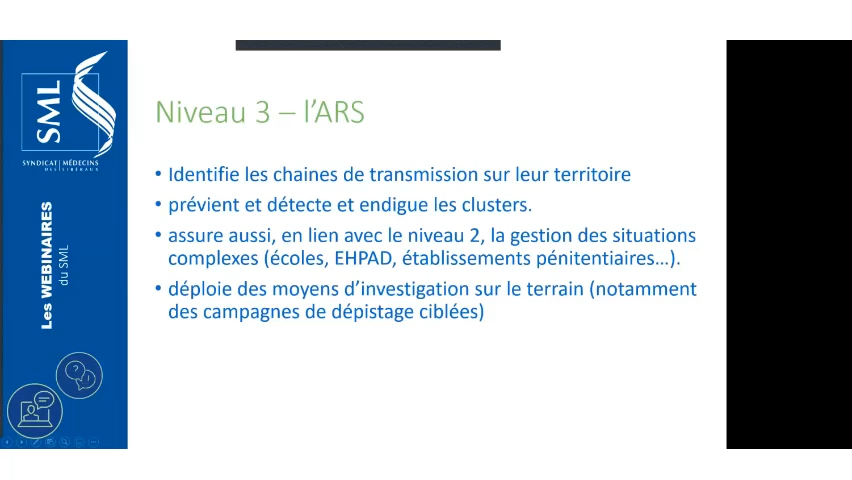 SML
SYNDICAT MÉDECINS
DES LIBÉRAUX
Les WEBINAIRES
du SML
Niveau 3 – l’ARS
• Identifie les chaines de transmission sur leur territoire
• prévient et détecte et endigue les clusters.
• assure aussi, en lien avec le niveau 2, la gestion des situations
complexes (écoles, EHPAD, établissements pénitentiaires…).
• déploie des moyens d’investigation sur le terrain (notamment
des campagnes de dépistage ciblées)